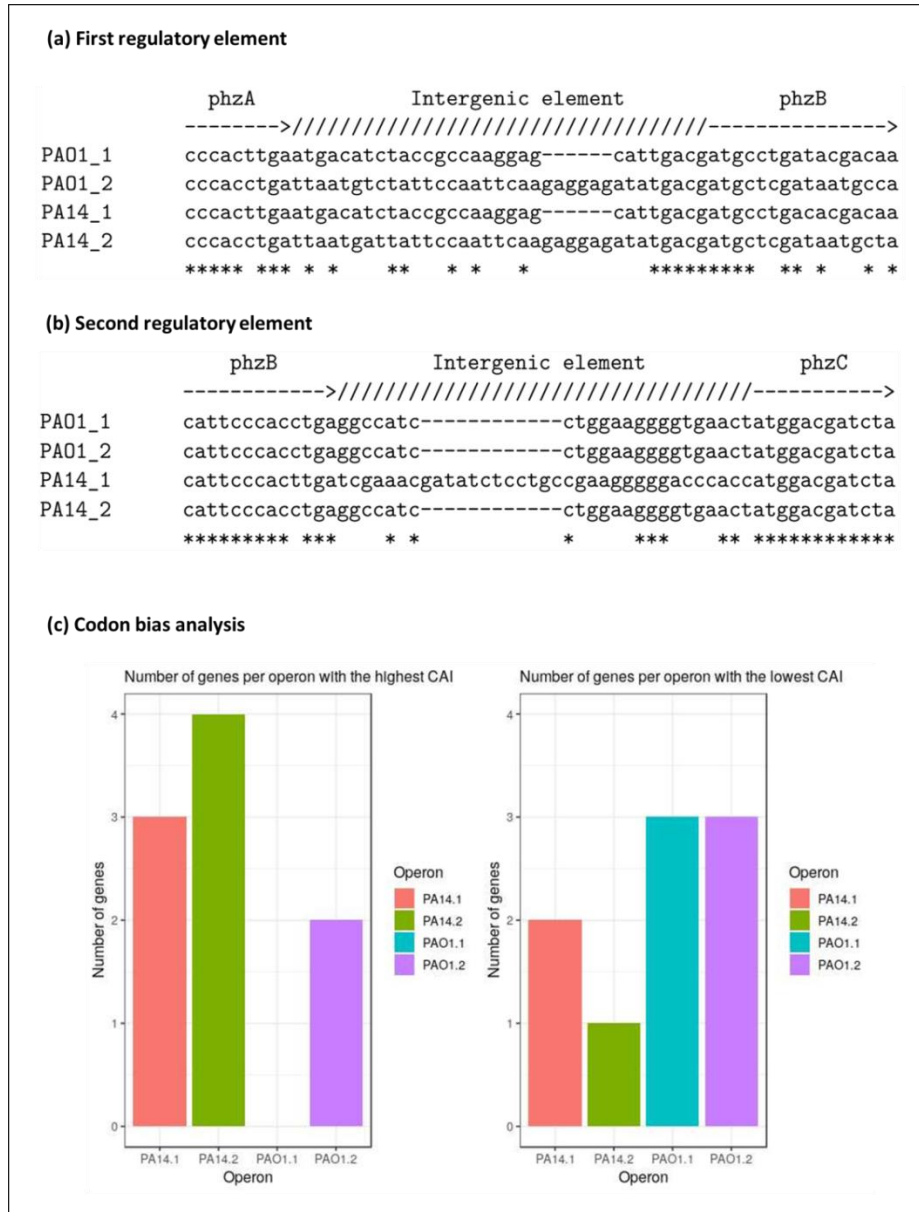 (a) First regulatory element
phzA Intergenic element phzB
-------->///////////////////////////////////--------------->
PAO1_1 cccacttgaatgacatctaccgccaaggag------cattgacgatgcctgatacgacaa
PAO1_2 cccacctgattaatgtctattccaattcaagaggagatatgacgatgctcgataatgcca
PA14_1 cccacttgaatgacatctaccgccaaggag------cattgacgatgcctgacacgacaa
PA14_2 cccacctgattaatgattattccaattcaagaggagatatgacgatgctcgataatgcta
***** *** * * ** * * * ********* ** * * *
(b) Second regulatory element
phzB Intergenic element phzC
------------>///////////////////////////////////----------->
PAO1_1 cattcccacctgaggccatc------------ctggaaggggtgaactatggacgatcta
PAO1_2 cattcccacctgaggccatc------------ctggaaggggtgaactatggacgatcta
PA14_1 cattcccacttgatcgaaacgatatctcctgccgaagggggacccaccatggacgatcta
PA14_2 cattcccacctgaggccatc------------ctggaaggggtgaactatggacgatcta
********* *** * * * *** ** ************
(c) Codon bias analysis
Number of genes per operon with the highest CAI
Number of genes
4
3
2
1
0
PA14.1 PA14.2 PAO1.1 PAO1.2
Operon
Operon
PA14.1
PA14.2
PAO1.1
PAO1.2
Number of genes per operon with the lowest CAI
Number of genes
4
3
2
1
0
PA14.1 PA14.2 PAO1.1 PAO1.2
Operon
Operon
PA14.1
PA14.2
PAO1.1
PAO1.2